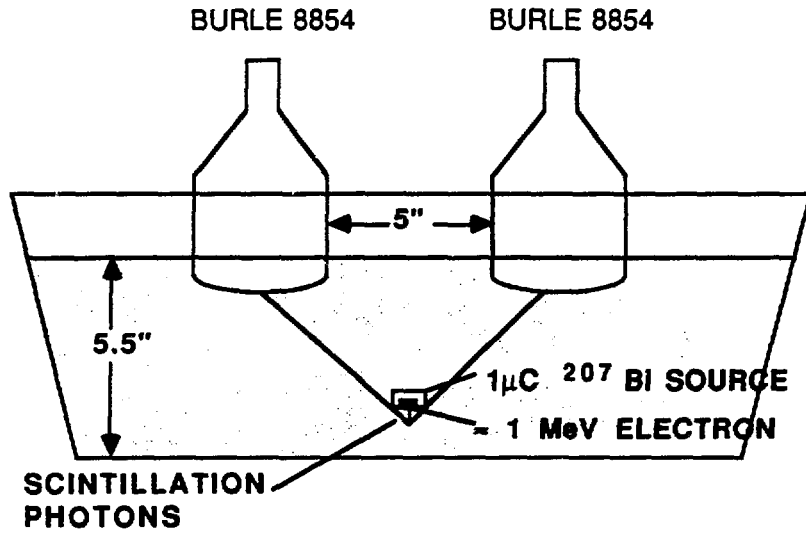 BURLE 8854
BURLE 8854
5"
5.5"
1μC 207 Bi SOURCE
≈ 1 MeV ELECTRON
SCINTILLATION
PHOTONS